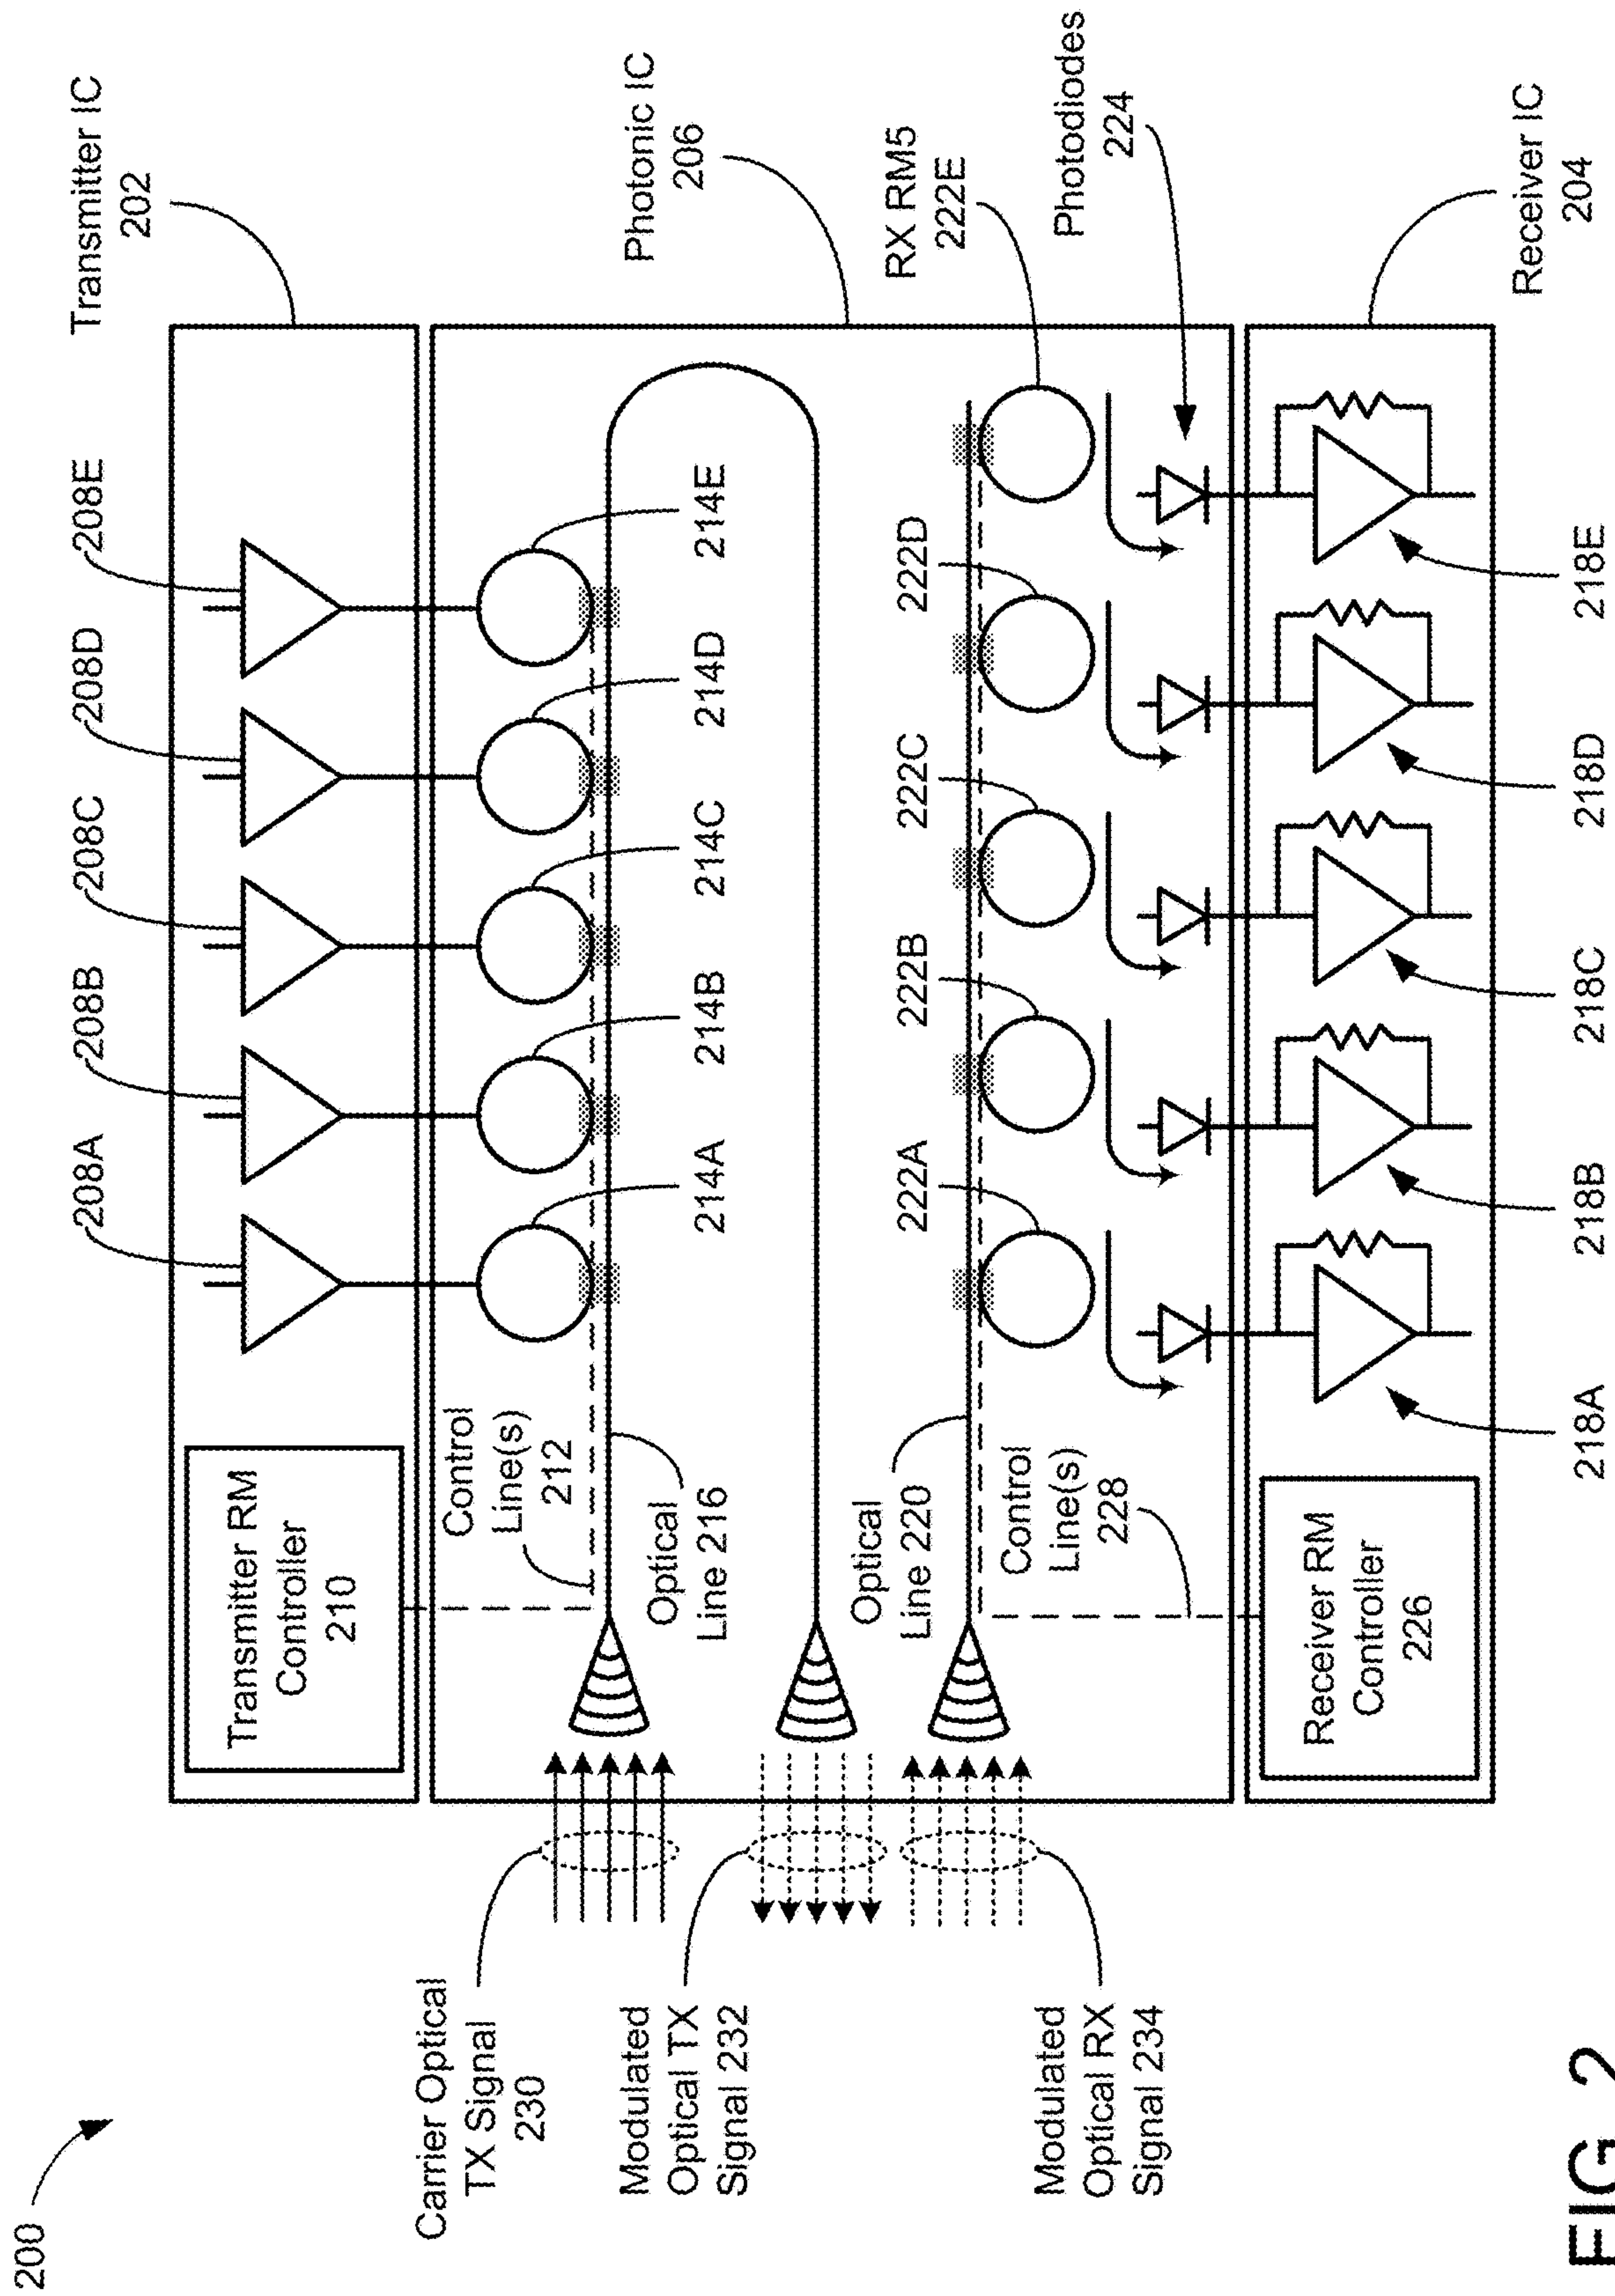 200
Transmitter IC
202
208A
208B
208C
208D
208E
Transmitter RM
Controller
210
Photonic IC
206
Control
Line(s)
212
214A
214B
214C
214D
214E
Optical
Line 216
Carrier Optical
TX Signal
230
Modulated
Optical TX
Signal 232
Modulated
Optical RX
Signal 234
Optical
Line 220
222A
222B
222C
222D
RX RM5
222E
Control
Line(s)
228
Photodiodes
224
Receiver RM
Controller
226
Receiver IC
204
218A
218B
218C
218D
218E
FIG 2